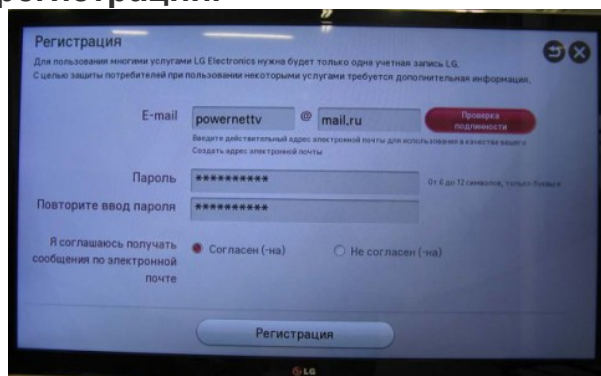 регистрации.
Регистрация
Для пользования многими услугами LG Electronics нужна будет только одна учетная запись LG.
С целью защиты потребителей при пользовании некоторыми услугами требуется дополнительная информация.
E-mail powernettv @ mail.ru Проверка
подлинности
Введите действительный адрес электронной почты для использования в качестве вашего
Создать адрес электронной почты
Пароль ********** От 6 до 12 символов, только буквы и
Повторите ввод пароля **********
Я соглашаюсь получать
сообщения по электронной
почте
Согласен (-на) Не согласен (-на)
Регистрация
LG